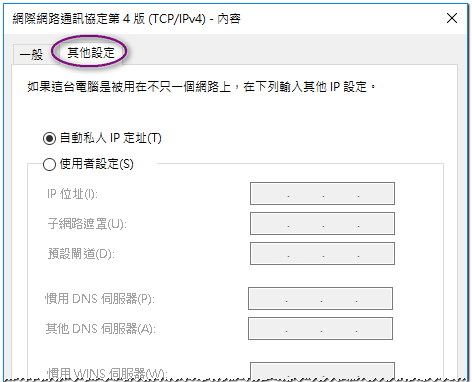 網際網路通訊協定第 4 版 (TCP/IPv4) - 內容
一般 其他設定
如果這台電腦是被用在不只一個網路上，在下列輸入其他 IP 設定。
自動私人 IP 定址(T)
使用者設定(S)
IP 位址(I):
子網路遮罩(U):
預設閘道(D):
慣用 DNS 伺服器(P):
其他 DNS 伺服器(A):
慣用 WINS 伺服器(W):